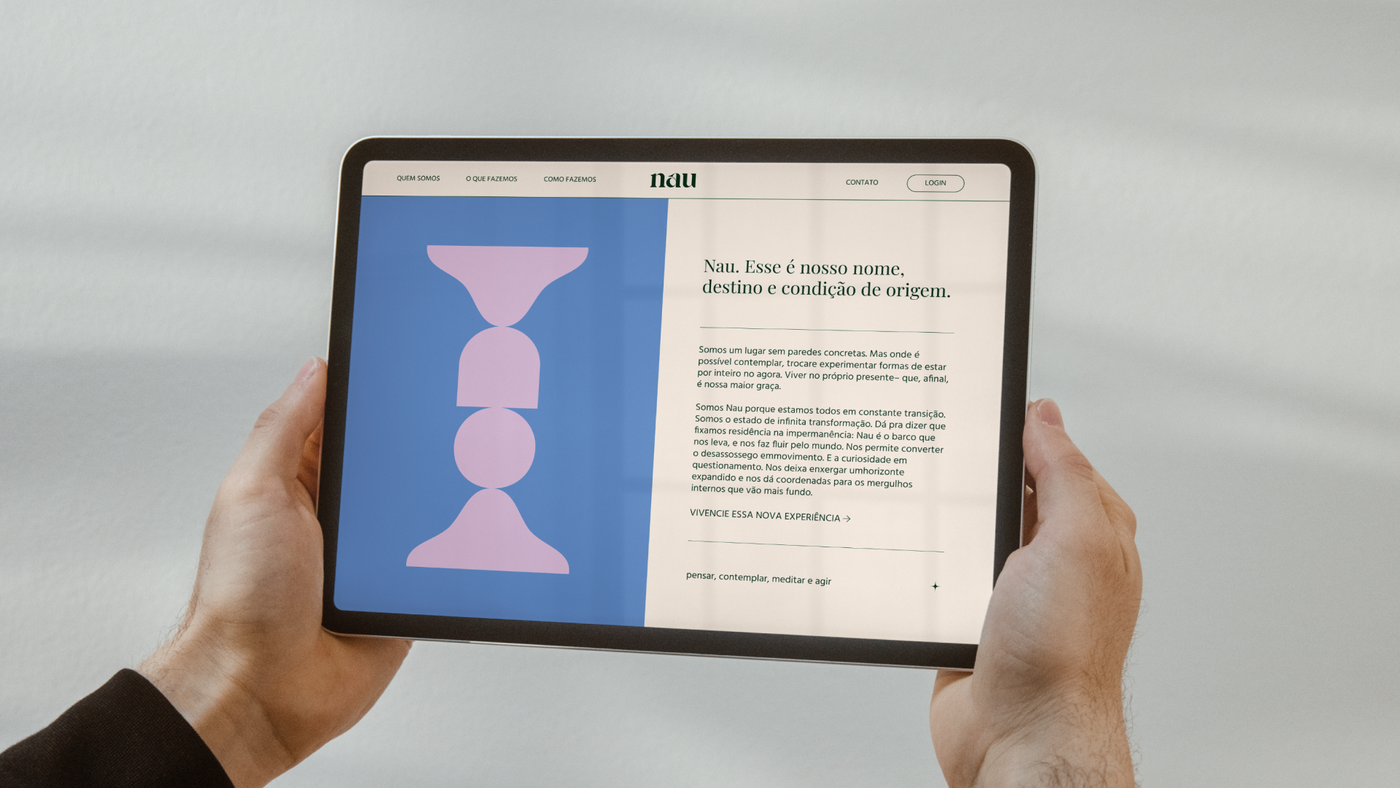 QUEM SOMOS
O QUE FAZEMOS
COMO FAZEMOS
nau
CONTATO
LOGIN
Nau. Esse é nosso nome,
destino e condição de origem.
Somos um lugar sem paredes concretas. Mas onde é
possível contemplar, trocare experimentar formas de estar
por inteiro no agora. Viver no próprio presente– que, afinal,
é nossa maior graça.
Somos Nau porque estamos todos em constante transição.
Somos o estado de infinita transformação. Dá pra dizer que
fixamos residência na impermanência: Nau é o barco que
nos leva, e nos faz fluir pelo mundo. Nos permite converter
o desassossego emmovimento. E a curiosidade em
questionamento. Nos deixa enxergar umhorizonte
expandido e nos dá coordenadas para os mergulhos
internos que vão mais fundo.
VIVENCIE ESSA NOVA EXPERIÊNCIA →
pensar, contemplar, meditar e agir